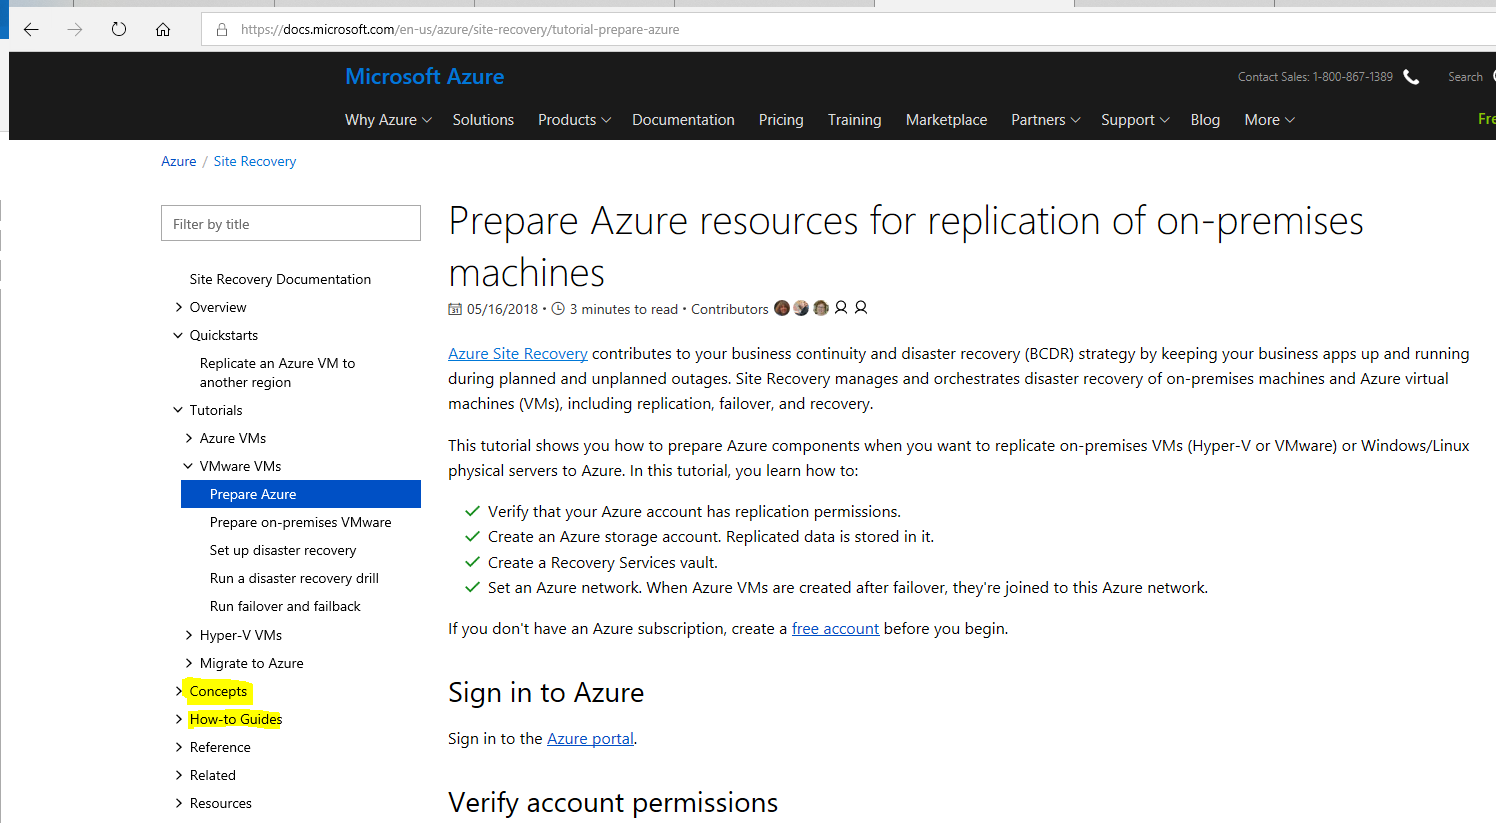 https://docs.microsoft.com/en-us/azure/site-recovery/tutorial-prepare-azure
Microsoft Azure
Contact Sales: 1-800-867-1389
Search
Why Azure
Solutions
Products
Documentation
Pricing
Training
Marketplace
Partners
Support
Blog
More
Azure / Site Recovery
Filter by title
Site Recovery Documentation
Overview
Quickstarts
Replicate an Azure VM to
another region
Tutorials
Azure VMs
VMware VMs
Prepare Azure
Prepare on-premises VMware
Set up disaster recovery
Run a disaster recovery drill
Run failover and failback
Hyper-V VMs
Migrate to Azure
Concepts
How-to Guides
Reference
Related
Resources
Prepare Azure resources for replication of on-premises
machines
05/16/2018 • 3 minutes to read • Contributors
Azure Site Recovery contributes to your business continuity and disaster recovery (BCDR) strategy by keeping your business apps up and running
during planned and unplanned outages. Site Recovery manages and orchestrates disaster recovery of on-premises machines and Azure virtual
machines (VMs), including replication, failover, and recovery.
This tutorial shows you how to prepare Azure components when you want to replicate on-premises VMs (Hyper-V or VMware) or Windows/Linux
physical servers to Azure. In this tutorial, you learn how to:
Verify that your Azure account has replication permissions.
Create an Azure storage account. Replicated data is stored in it.
Create a Recovery Services vault.
Set an Azure network. When Azure VMs are created after failover, they're joined to this Azure network.
If you don't have an Azure subscription, create a free account before you begin.
Sign in to Azure
Sign in to the Azure portal.
Verify account permissions